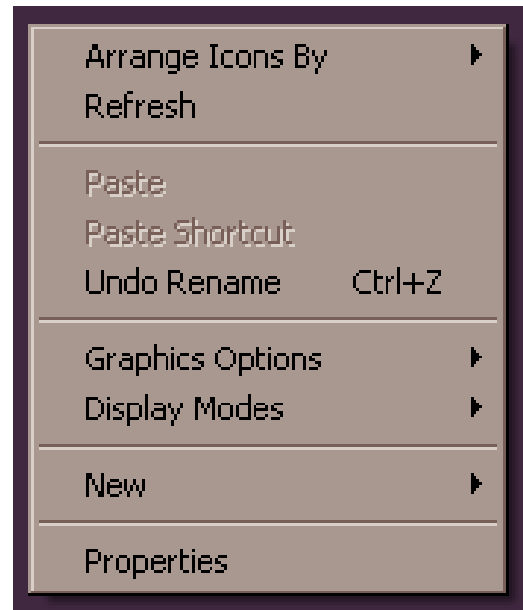 Arrange Icons By
Refresh
Paste
Paste Shortcut
Undo Rename Ctrl+Z
Graphics Options
Display Modes
New
Properties